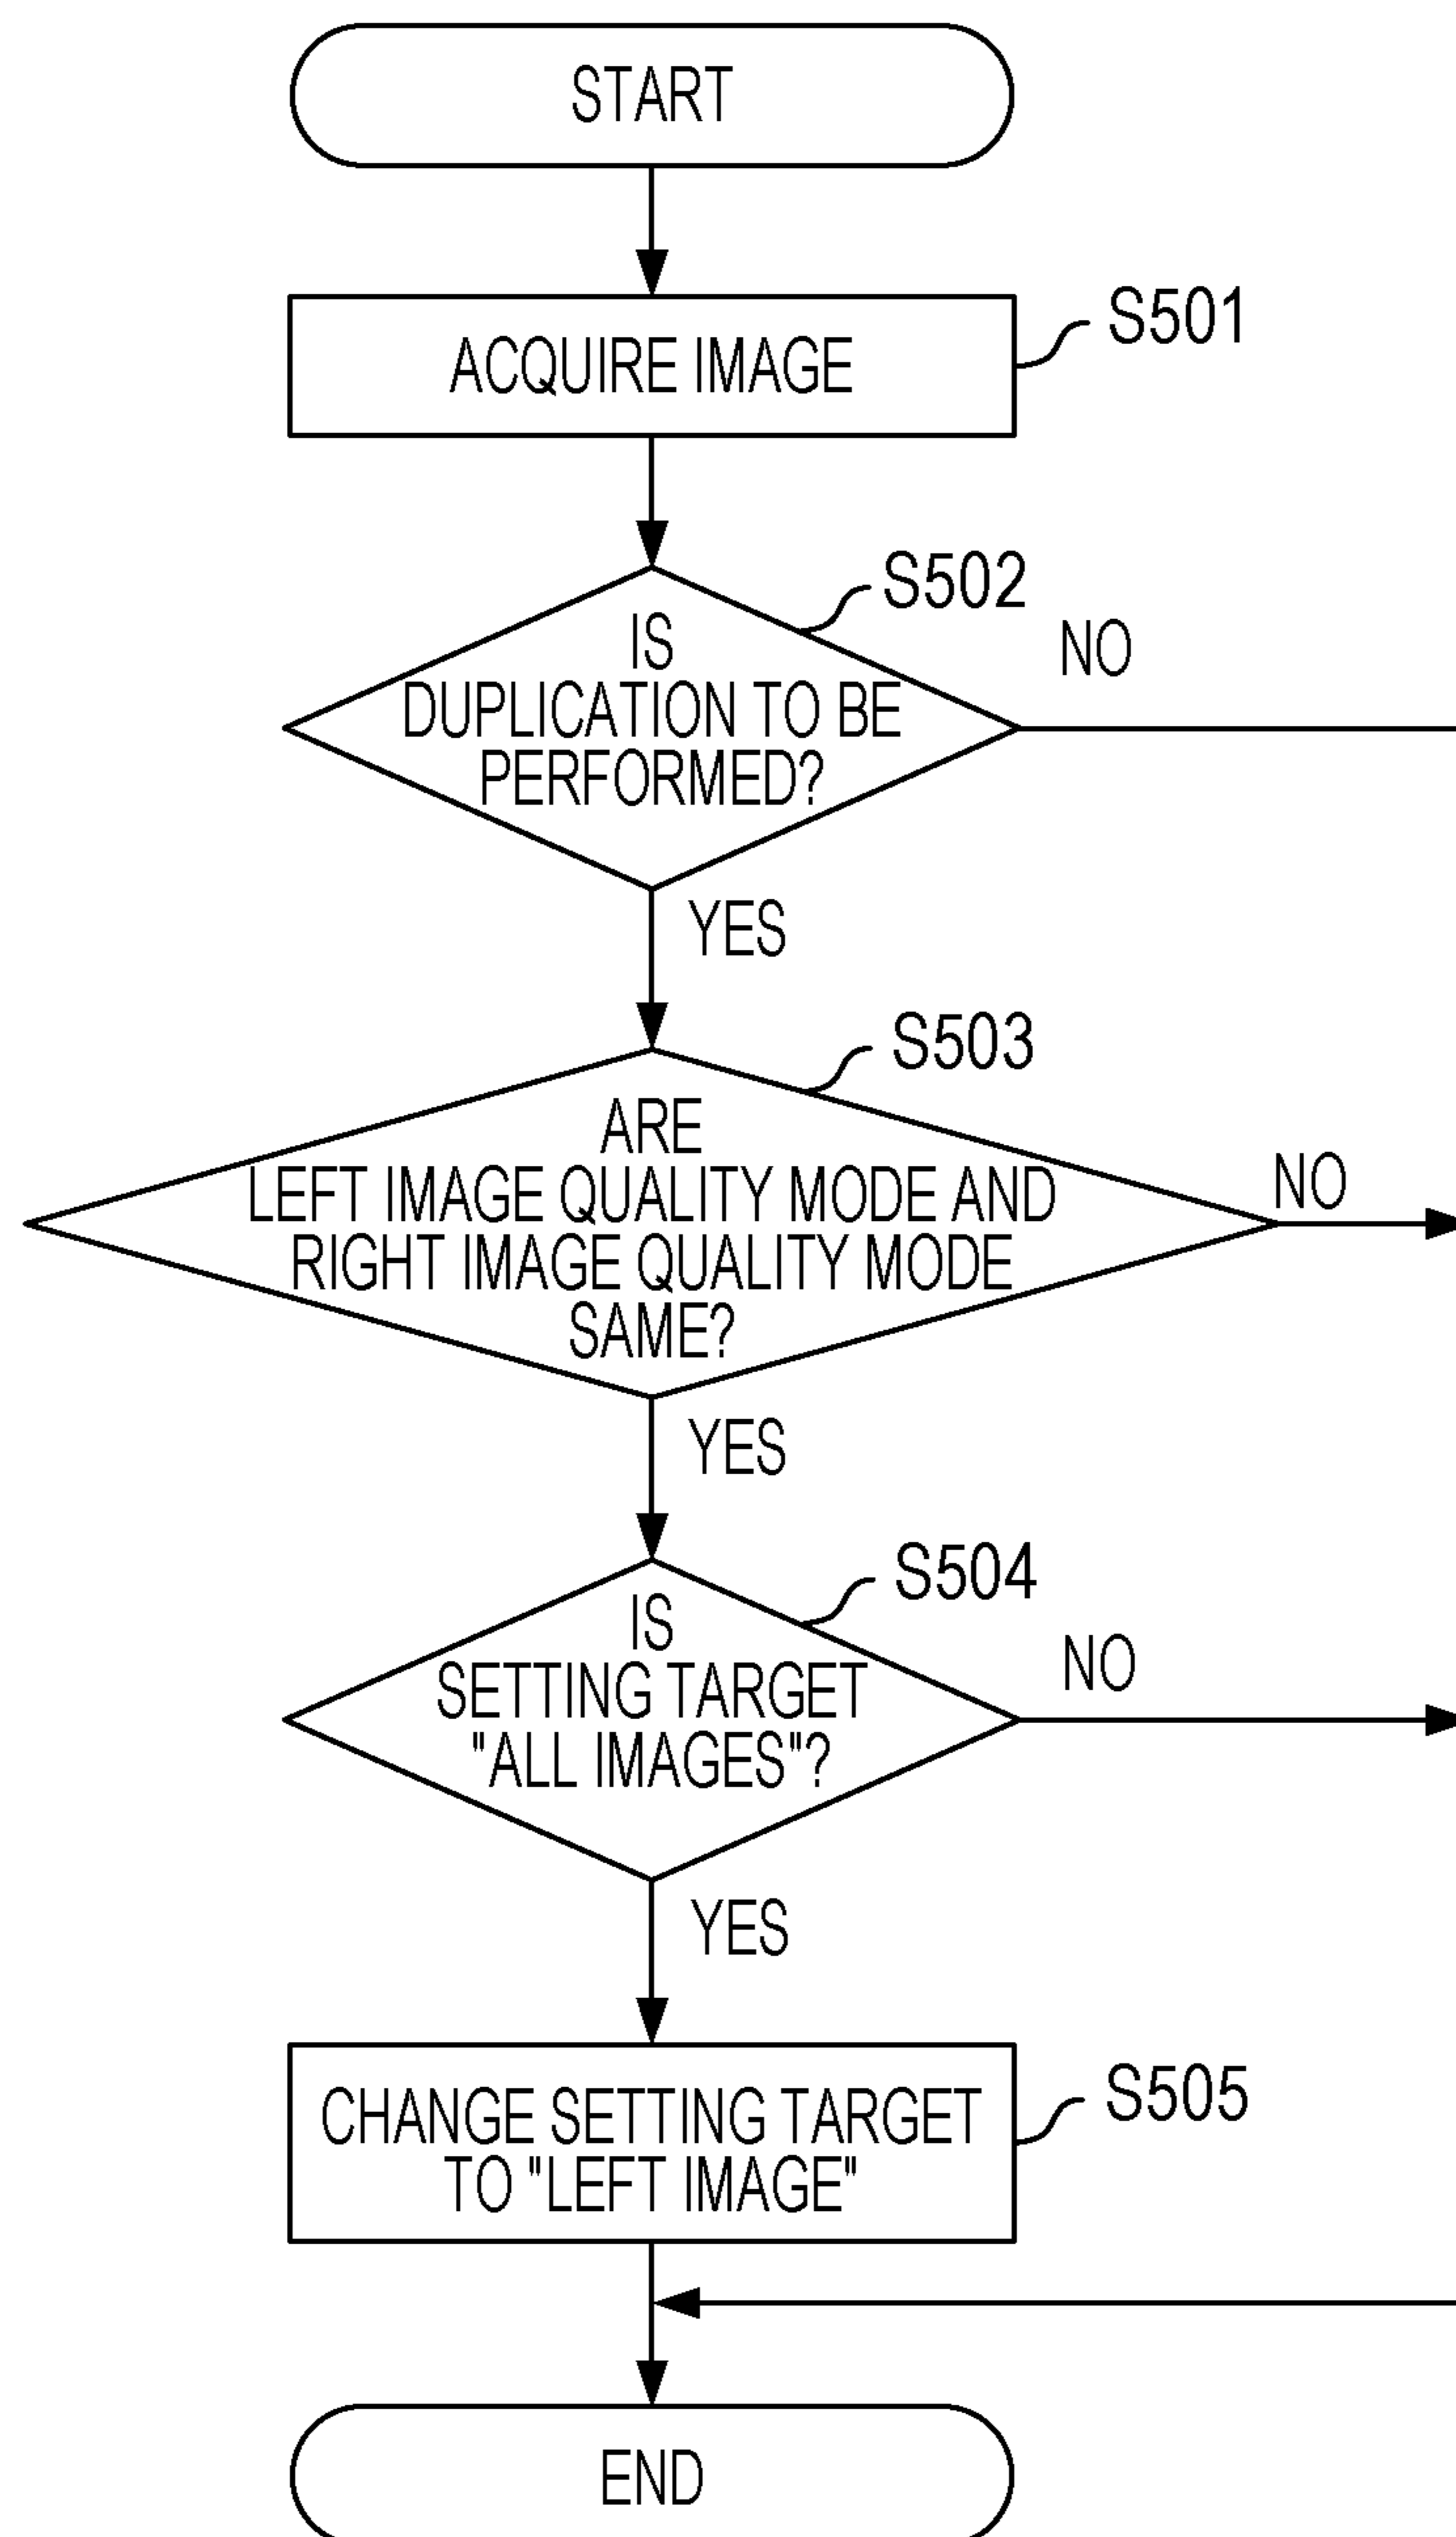 START
ACQUIRE IMAGE
S501
S502
IS
DUPLICATION TO BE
PERFORMED?
NO
YES
S503
ARE
LEFT IMAGE QUALITY MODE AND
RIGHT IMAGE QUALITY MODE
SAME?
NO
YES
S504
IS
SETTING TARGET
"ALL IMAGES"?
NO
YES
CHANGE SETTING TARGET
TO "LEFT IMAGE"
S505
END